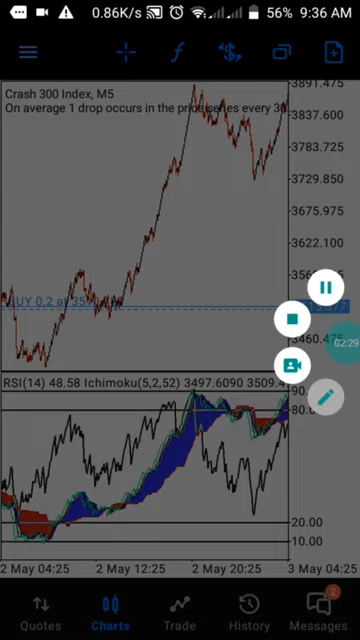 0.86K/s 56% 9:36 AM
Crash 300 Index, M5
On average 1 drop occurs in the price series every 30
3891.475
3837.600
3783.725
3729.850
3675.975
3622.100
BUY 0.2 at
3460.475
02:29
RSI(14) 48.58 Ichimoku(5,2,52) 3497.6090 3509.4
90.
80.
20.00
10.00
2 May 04:25 2 May 12:25 2 May 20:25 3 May 04:25
Quotes Charts Trade History Messages
2